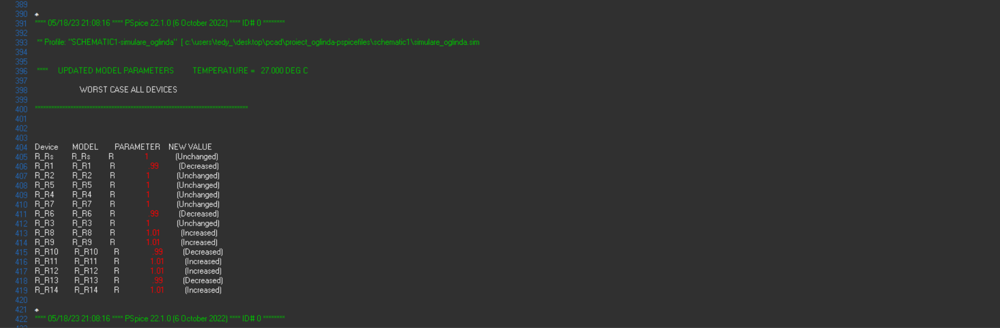 389
390
391 **** 05/18/23 21:08:16 **** PSpice 22.1.0 (6 October 2022) **** ID# 0 ********
392
393 ** Profile: "SCHEMATIC1-simulare_oglinda" [ c:\users\tedy_\desktop\pcad\proiect_oglinda-pspicefiles\schematic1\simulare_oglinda.sim
394
395
396 **** UPDATED MODEL PARAMETERS TEMPERATURE = 27.000 DEG C
397
398 WORST CASE ALL DEVICES
399
400 ******************************************************************************
401
402
403
404 Device MODEL PARAMETER NEW VALUE
405 R_Rs R_Rs R 1 (Unchanged)
406 R_R1 R_R1 R .99 (Decreased)
407 R_R2 R_R2 R 1 (Unchanged)
408 R_R5 R_R5 R 1 (Unchanged)
409 R_R4 R_R4 R 1 (Unchanged)
410 R_R7 R_R7 R 1 (Unchanged)
411 R_R6 R_R6 R .99 (Decreased)
412 R_R3 R_R3 R 1 (Unchanged)
413 R_R8 R_R8 R 1.01 (Increased)
414 R_R9 R_R9 R 1.01 (Increased)
415 R_R10 R_R10 R .99 (Decreased)
416 R_R11 R_R11 R 1.01 (Increased)
417 R_R12 R_R12 R 1.01 (Increased)
418 R_R13 R_R13 R .99 (Decreased)
419 R_R14 R_R14 R 1.01 (Increased)
420
421
422 **** 05/18/23 21:08:16 **** PSpice 22.1.0 (6 October 2022) **** ID# 0 ********